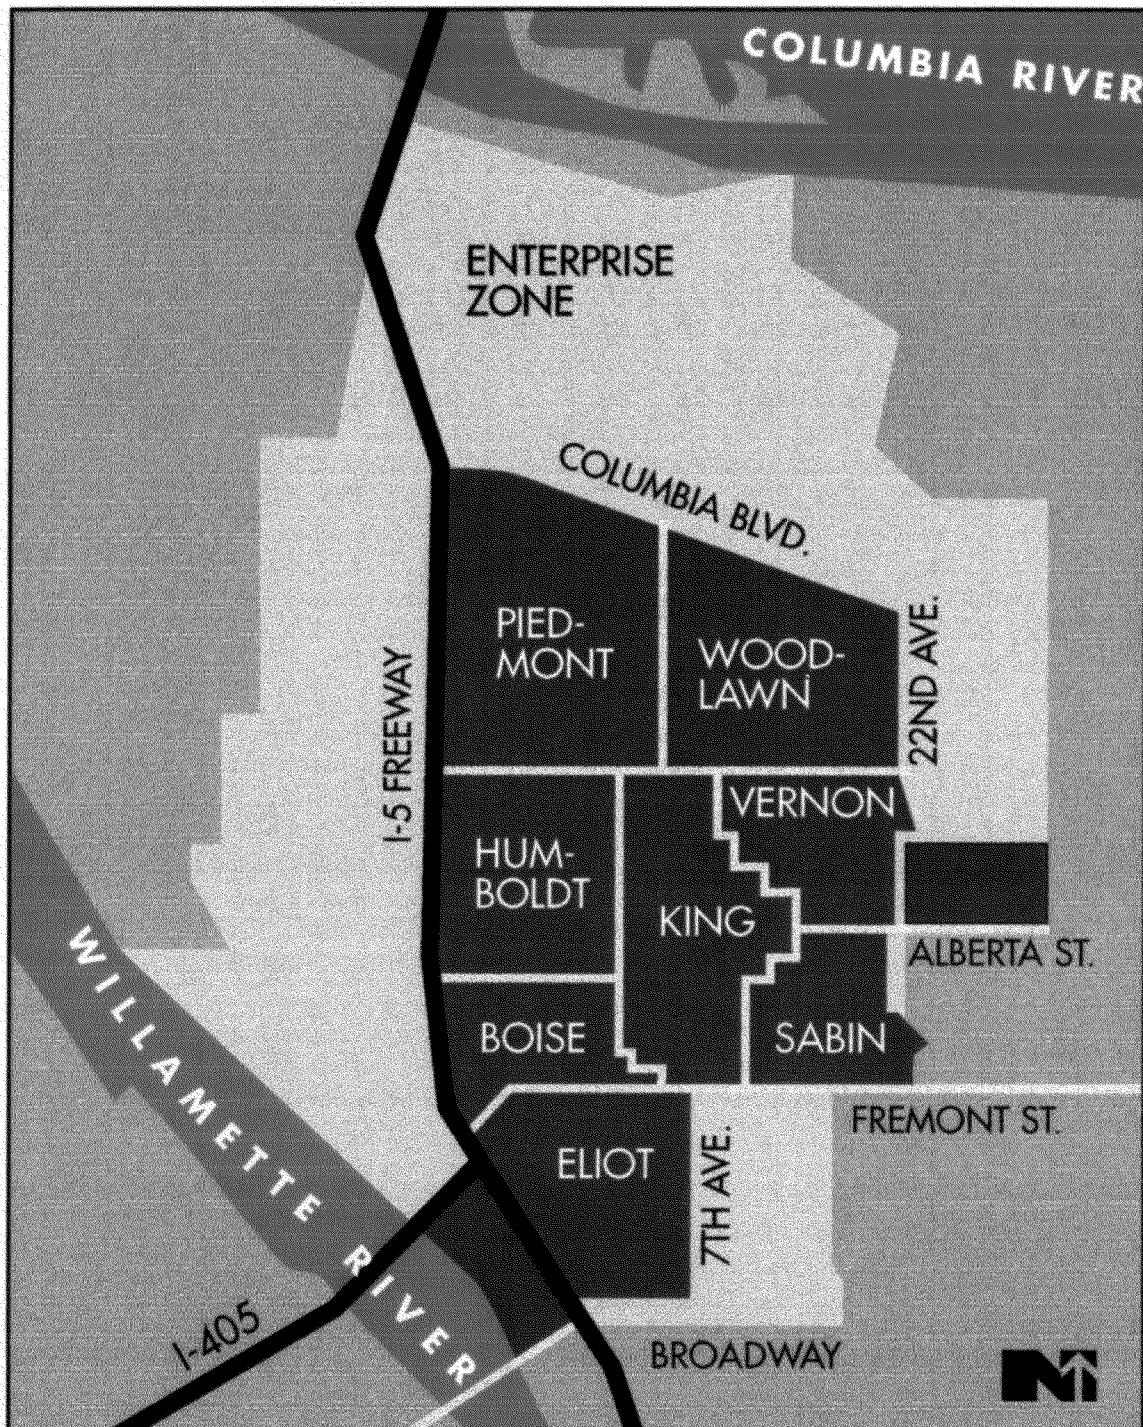 COLUMBIA RIVER
ENTERPRISE
ZONE
COLUMBIA BLVD.
PIED-
MONT
WOOD-
LAWN
22ND AVE.
I-5 FREEWAY
VERNON
HUM-
BOLDT
KING
ALBERTA ST.
WILLAMETTE RIVER
BOISE
SABIN
FREMONT ST.
ELIOT
7TH AVE.
I-405
BROADWAY
N